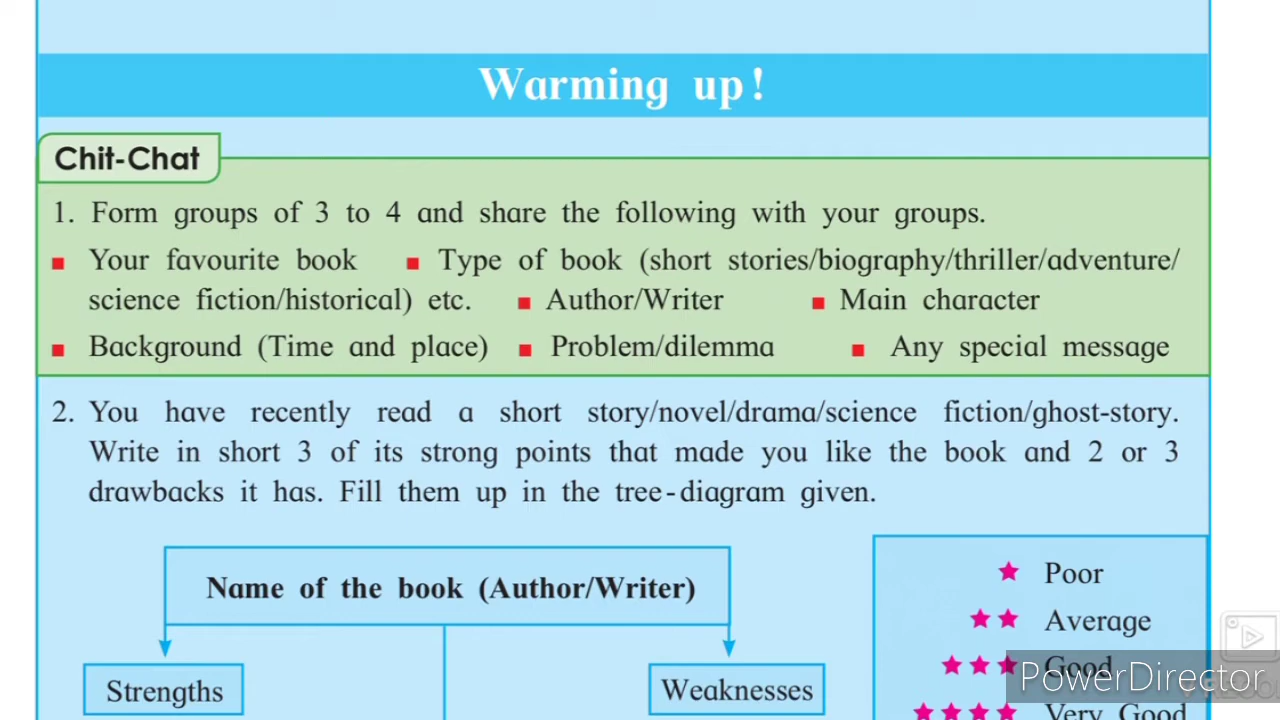 Warming up!
Chit-Chat
1. Form groups of 3 to 4 and share the following with your groups.
■ Your favourite book ■ Type of book (short stories/biography/thriller/adventure/
science fiction/historical) etc. ■ Author/Writer ■ Main character
■ Background (Time and place) ■ Problem/dilemma ■ Any special message
2. You have recently read a short story/novel/drama/science fiction/ghost-story.
Write in short 3 of its strong points that made you like the book and 2 or 3
drawbacks it has. Fill them up in the tree-diagram given.
Name of the book (Author/Writer)
Strengths
Weaknesses
★ Poor
★★ Average
★★★ Good
★★★★ Very Good
PowerDirector